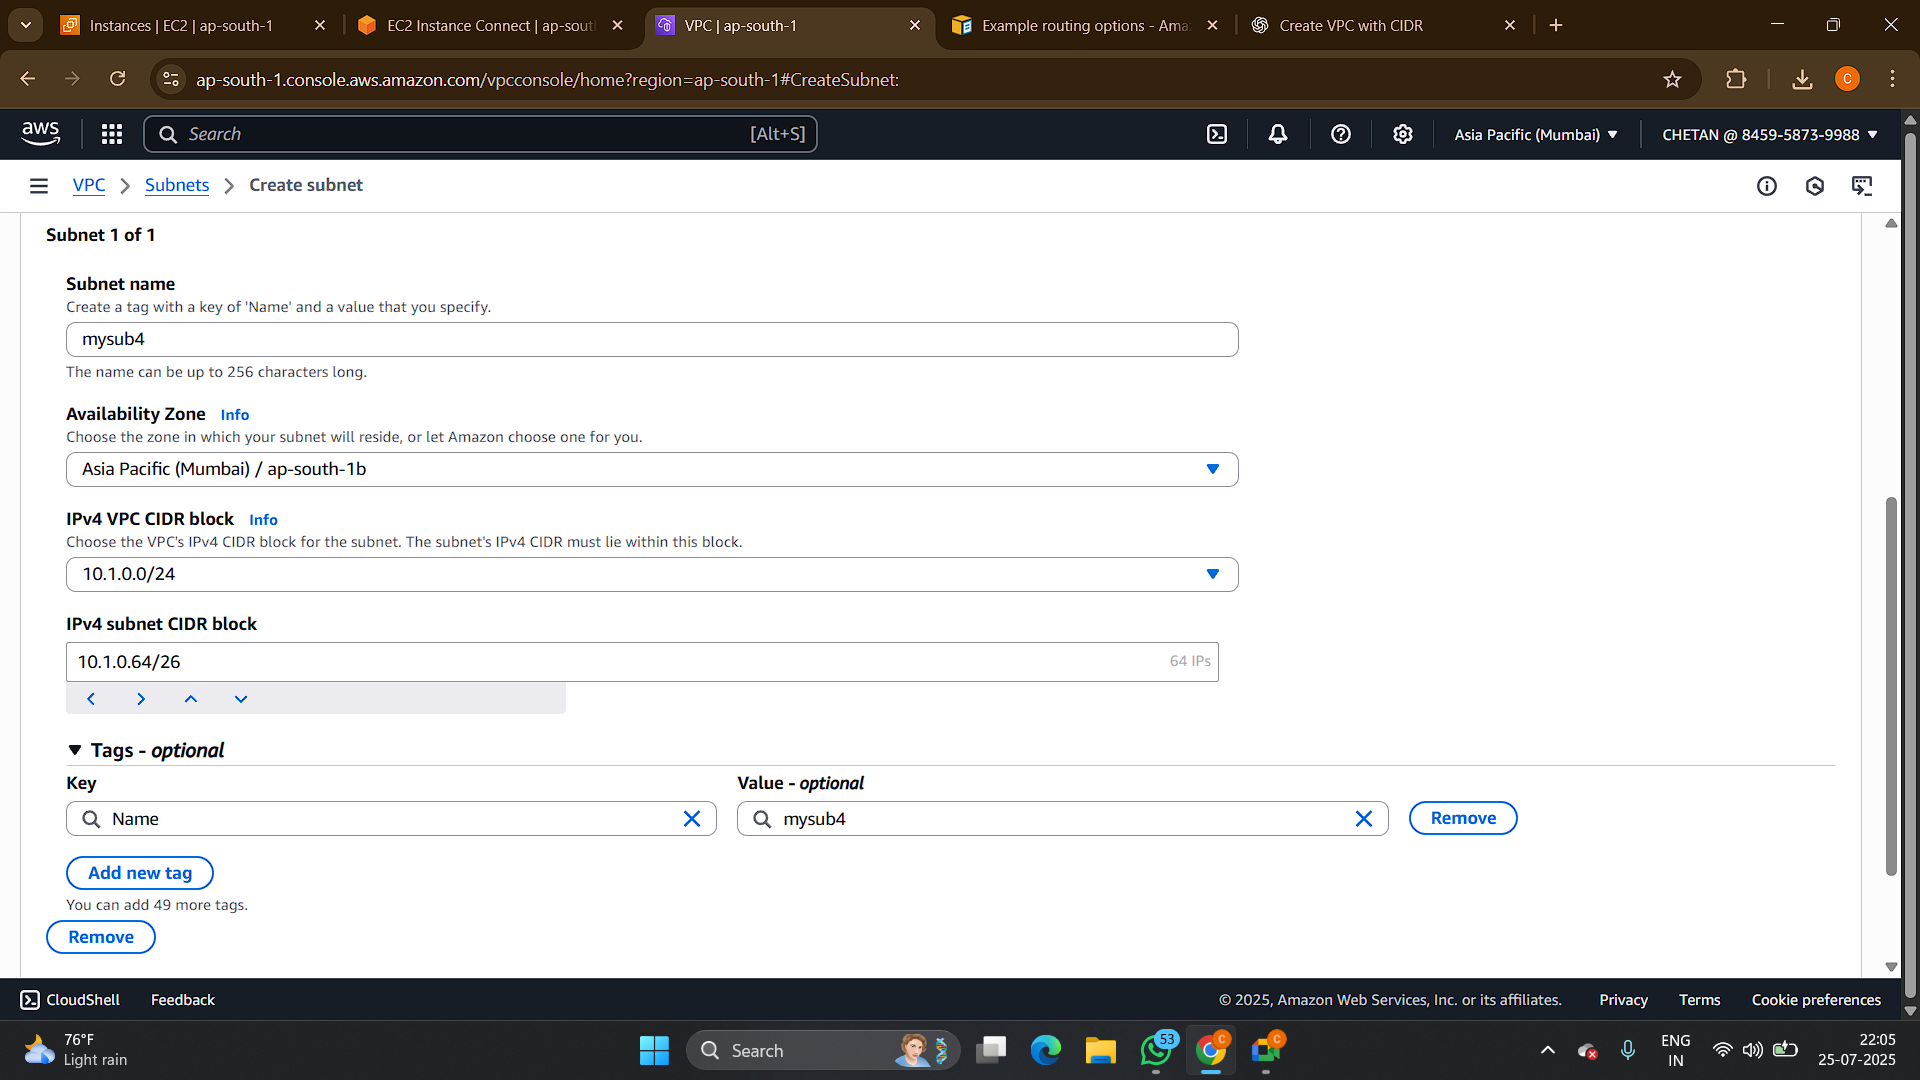 Instances | EC2 | ap-south-1
EC2 Instance Connect | ap-sout
VPC | ap-south-1
Example routing options - Ama
Create VPC with CIDR
ap-south-1.console.aws.amazon.com/vpcconsole/home?region=ap-south-1#CreateSubnet:
C
aws
Search
[Alt+S]
Asia Pacific (Mumbai)
CHETAN @ 8459-5873-9988
VPC
Subnets
Create subnet
Subnet 1 of 1
Subnet name
Create a tag with a key of 'Name' and a value that you specify.
mysub4
The name can be up to 256 characters long.
Availability Zone Info
Choose the zone in which your subnet will reside, or let Amazon choose one for you.
Asia Pacific (Mumbai) / ap-south-1b
IPv4 VPC CIDR block Info
Choose the VPC's IPv4 CIDR block for the subnet. The subnet's IPv4 CIDR must lie within this block.
10.1.0.0/24
IPv4 subnet CIDR block
10.1.0.64/26
64 IPs
Tags - optional
Key
Value - optional
Name
mysub4
Remove
Add new tag
You can add 49 more tags.
Remove
CloudShell
Feedback
© 2025, Amazon Web Services, Inc. or its affiliates.
Privacy
Terms
Cookie preferences
76°F
Light rain
Search
53
C
C
ENG
IN
22:05
25-07-2025